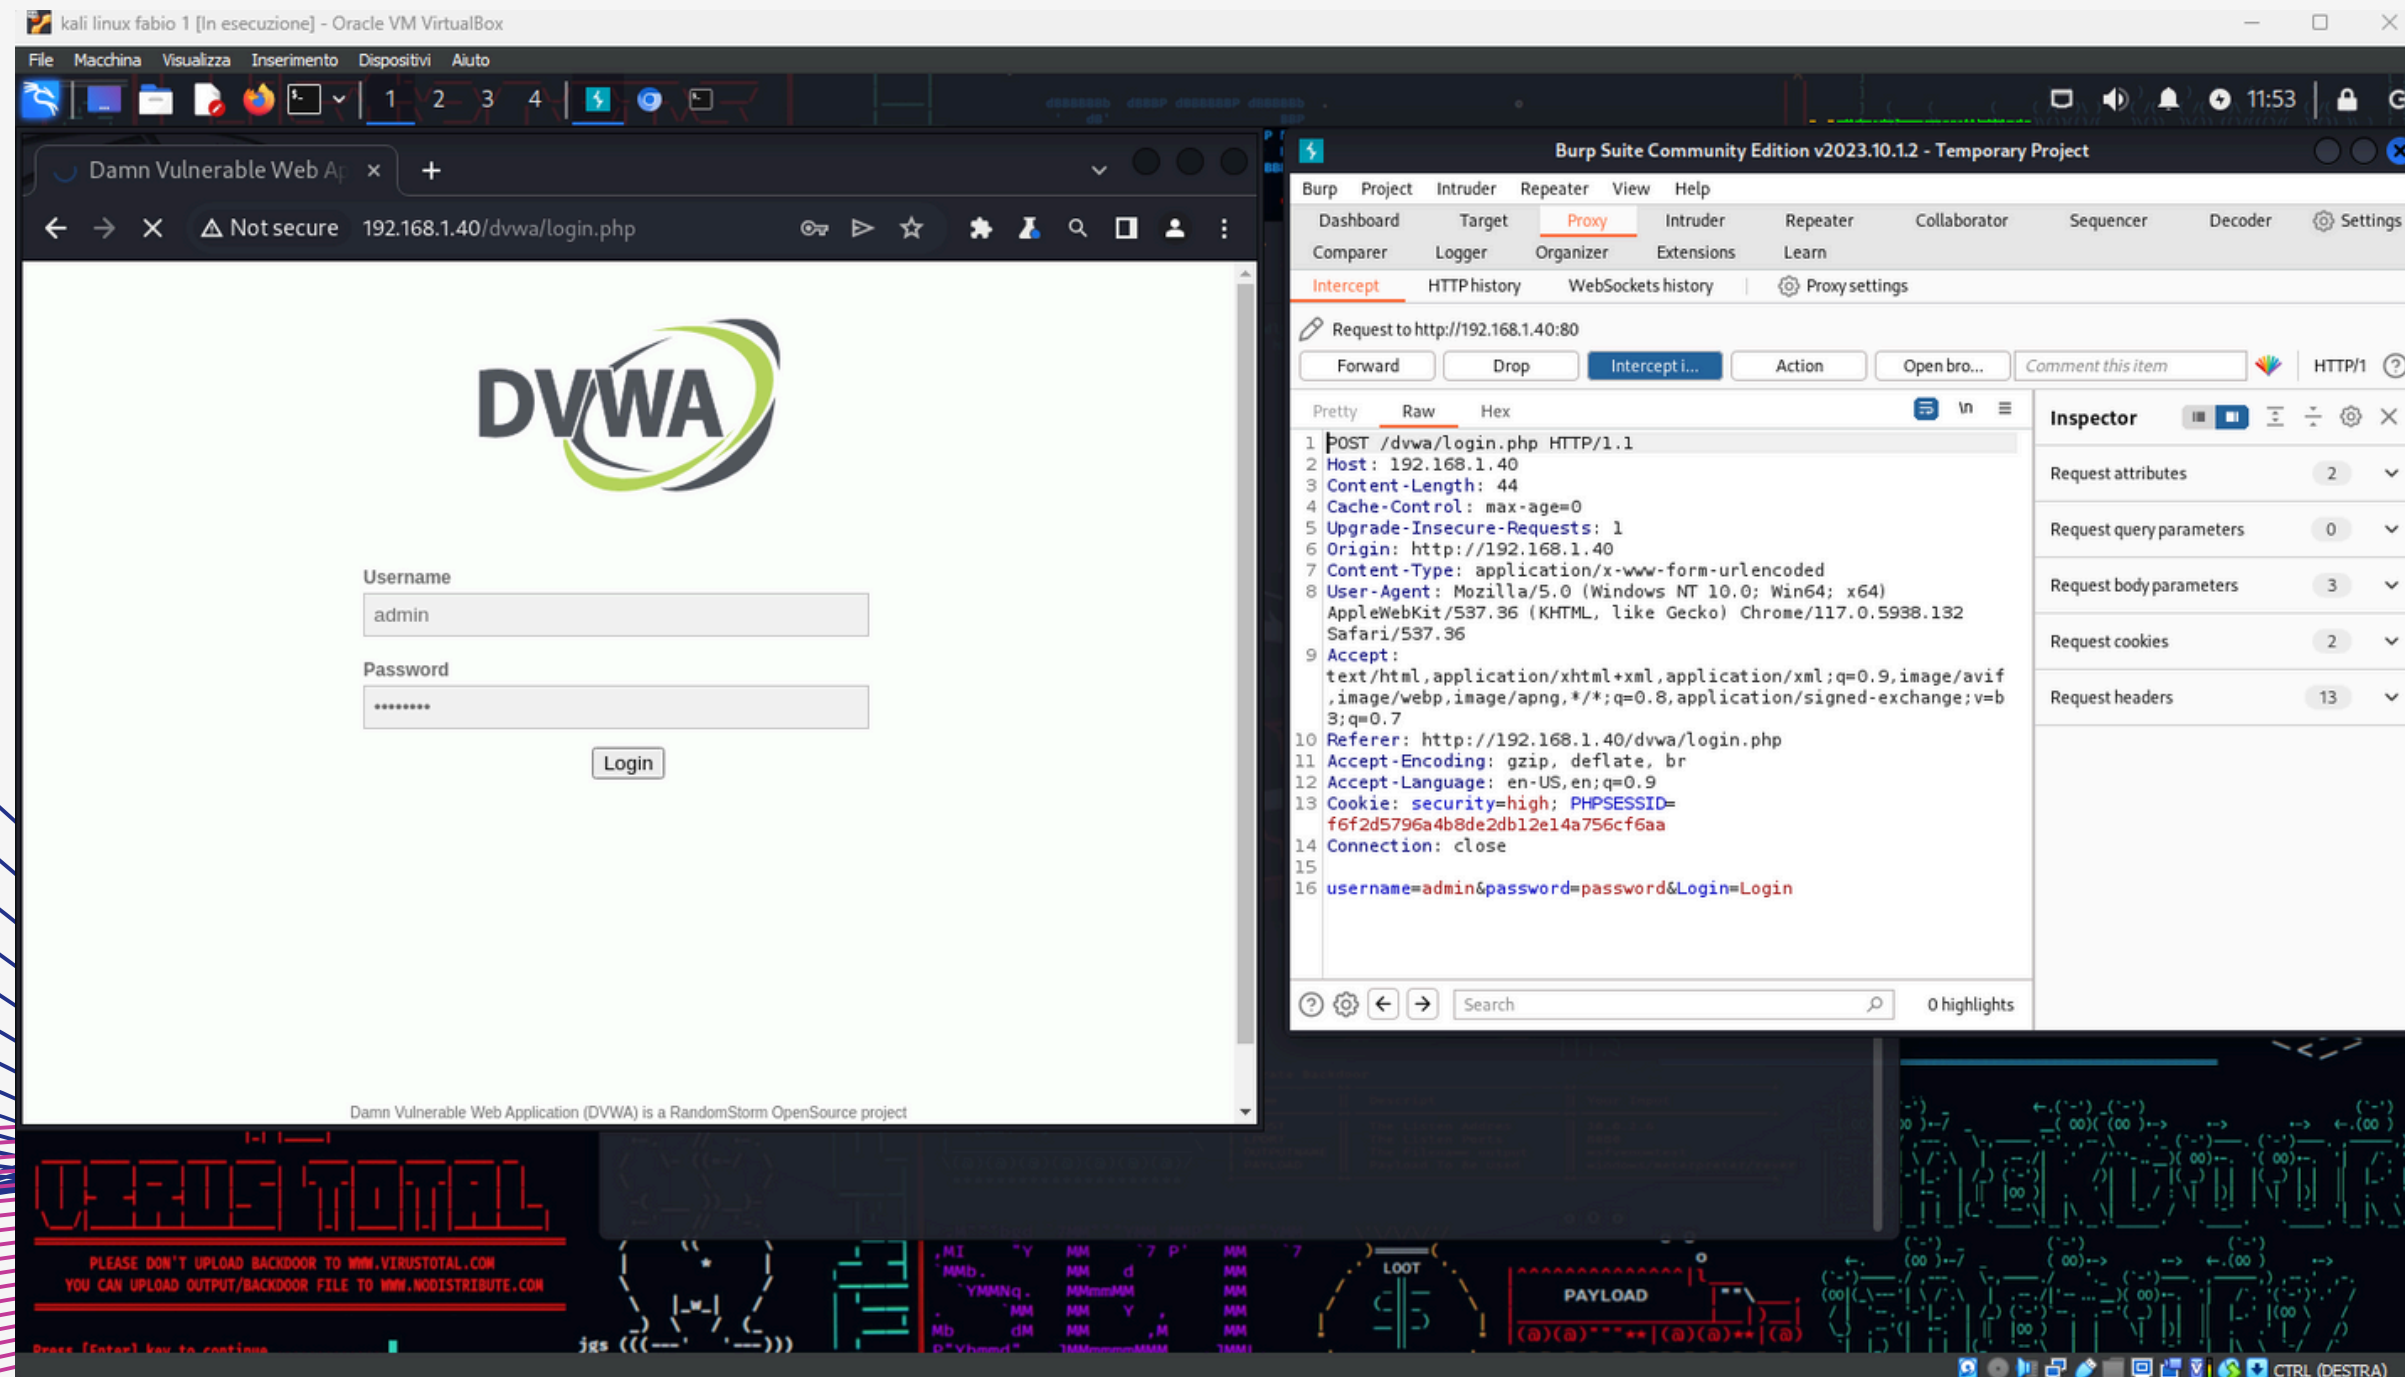 kali linux fabio 1 [In esecuzione] - Oracle VM VirtualBox
File Macchina Visualizza Inserimento Dispositivi Aiuto
1 2 3 4
11:53
Damn Vulnerable Web Ap
Not secure 192.168.1.40/dvwa/login.php
DVWA
Username
admin
Password
••••••••
Login
Damn Vulnerable Web Application (DVWA) is a RandomStorm OpenSource project
Burp Suite Community Edition v2023.10.1.2 - Temporary Project
Burp Project Intruder Repeater View Help
Dashboard Target Proxy Intruder Repeater Collaborator Sequencer Decoder Settings
Comparer Logger Organizer Extensions Learn
Intercept HTTP history WebSockets history Proxy settings
Request to http://192.168.1.40:80
Forward Drop Intercept i... Action Open bro... Comment this item HTTP/1
Pretty Raw Hex \n
1 POST /dvwa/login.php HTTP/1.1
2 Host: 192.168.1.40
3 Content-Length: 44
4 Cache-Control: max-age=0
5 Upgrade-Insecure-Requests: 1
6 Origin: http://192.168.1.40
7 Content-Type: application/x-www-form-urlencoded
8 User-Agent: Mozilla/5.0 (Windows NT 10.0; Win64; x64)
AppleWebKit/537.36 (KHTML, like Gecko) Chrome/117.0.5938.132
Safari/537.36
9 Accept:
text/html,application/xhtml+xml,application/xml;q=0.9,image/avif
,image/webp,image/apng,*/*;q=0.8,application/signed-exchange;v=b
3;q=0.7
10 Referer: http://192.168.1.40/dvwa/login.php
11 Accept-Encoding: gzip, deflate, br
12 Accept-Language: en-US,en;q=0.9
13 Cookie: security=high; PHPSESSID=
f6f2d5796a4b8de2db12e14a756cf6aa
14 Connection: close
15
16 username=admin&password=password&Login=Login
Search 0 highlights
Inspector
Request attributes 2
Request query parameters 0
Request body parameters 3
Request cookies 2
Request headers 13
VIRUS TOTAL
PLEASE DON'T UPLOAD BACKDOOR TO WWW.VIRUSTOTAL.COM
YOU CAN UPLOAD OUTPUT/BACKDOOR FILE TO WWW.NODISTRIBUTE.COM
Press [Enter] key to continue
jgs
LOOT
PAYLOAD
CTRL (DESTRA)